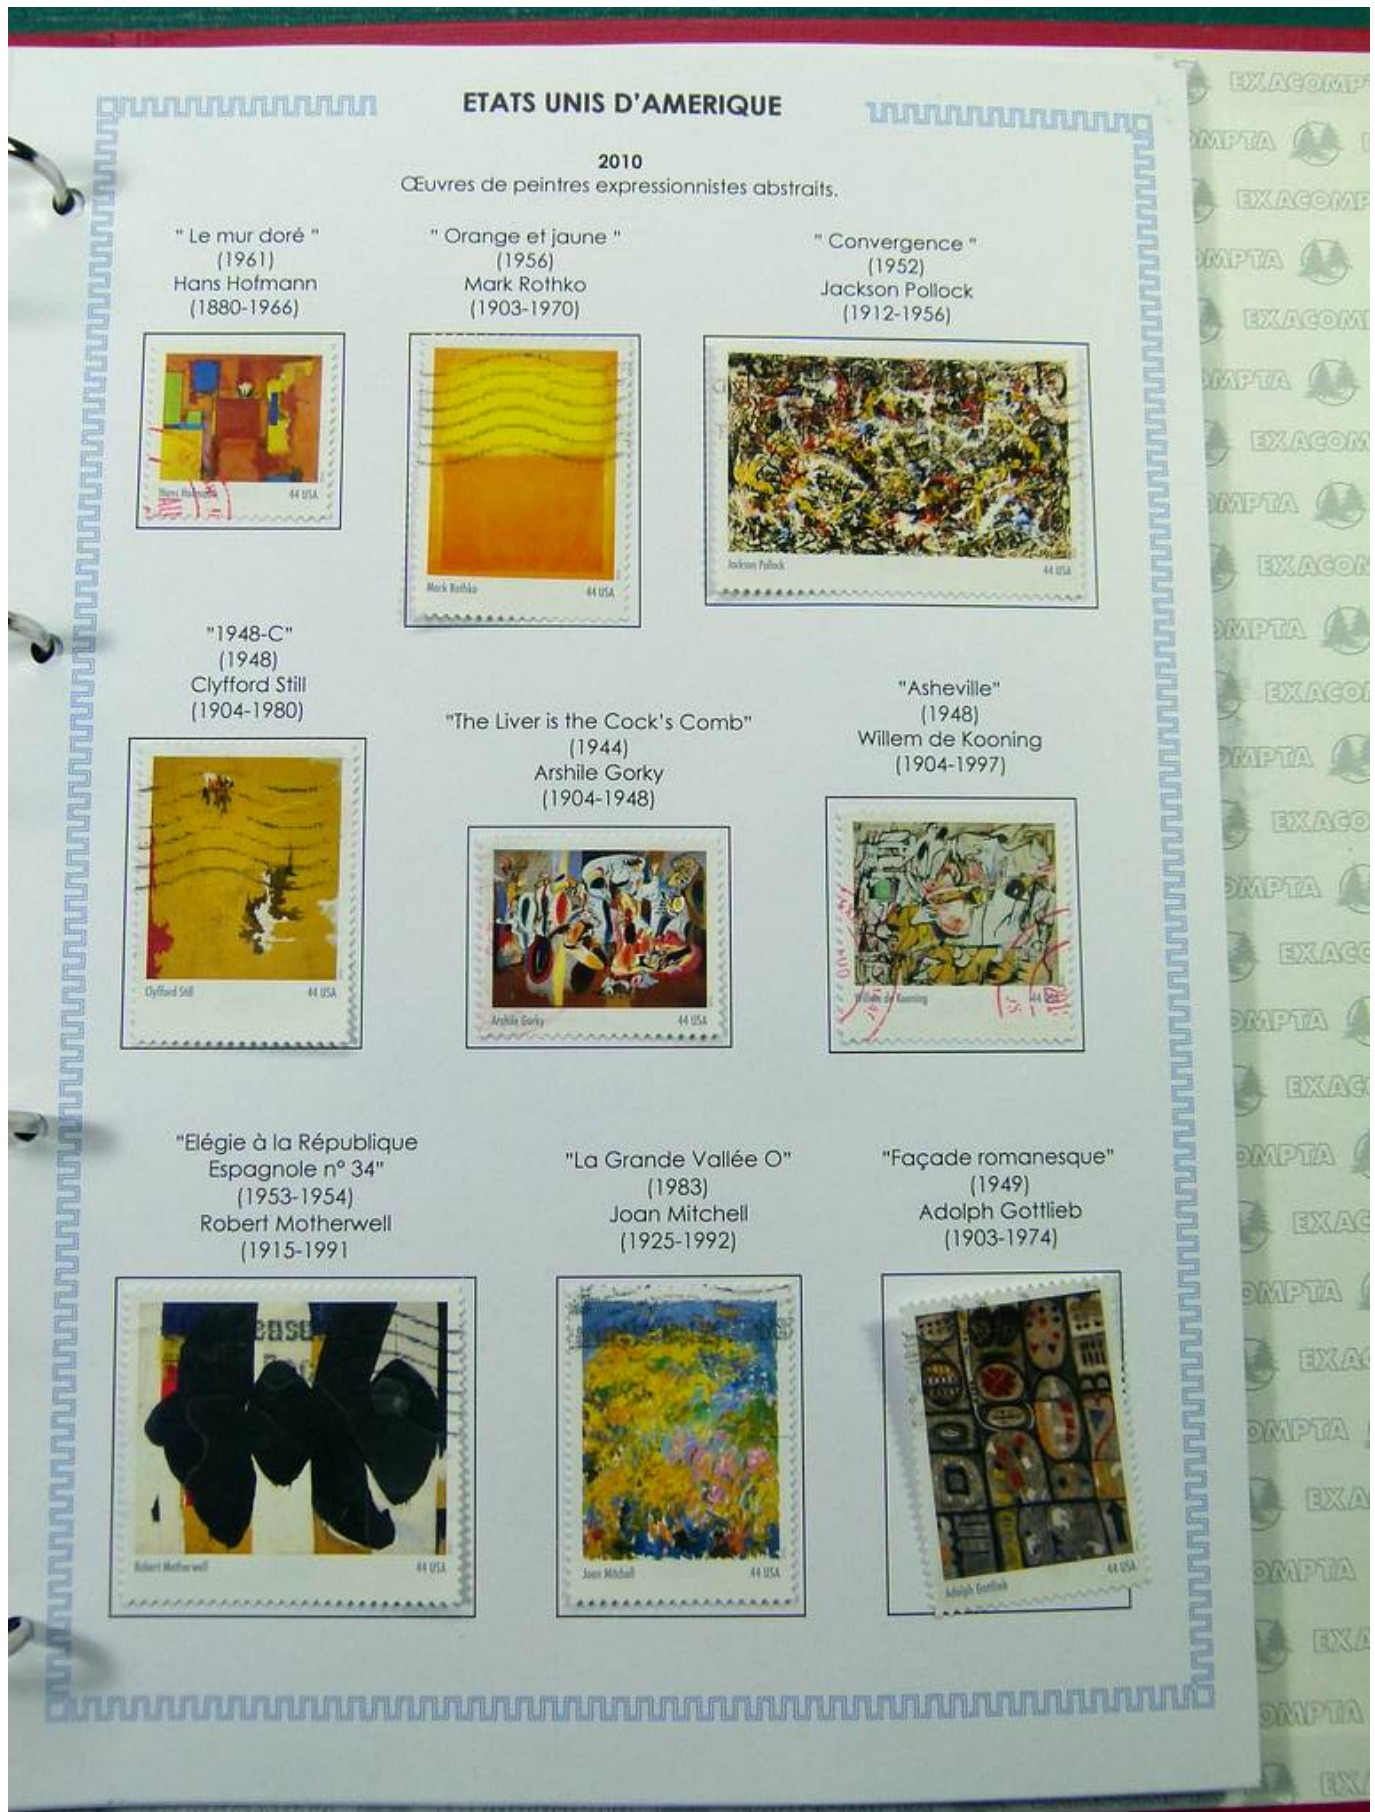 ETATS UNIS D'AMERIQUE
2010
Œuvres de peintres expressionnistes abstraits.
" Le mur doré "
(1961)
Hans Hofmann
(1880-1966)
" Orange et jaune "
(1956)
Mark Rothko
(1903-1970)
" Convergence "
(1952)
Jackson Pollock
(1912-1956)
Hans Hofmann 44 USA
Mark Rothko 44 USA
Jackson Pollock 44 USA
"1948-C"
(1948)
Clyfford Still
(1904-1980)
"The Liver is the Cock's Comb"
(1944)
Arshile Gorky
(1904-1948)
"Asheville"
(1948)
Willem de Kooning
(1904-1997)
Clyfford Still 44 USA
Arshile Gorky 44 USA
Willem de Kooning 44 USA
"Elégie à la République
Espagnole nº 34"
(1953-1954)
Robert Motherwell
(1915-1991
"La Grande Vallée O"
(1983)
Joan Mitchell
(1925-1992)
"Façade romanesque"
(1949)
Adolph Gottlieb
(1903-1974)
Robert Motherwell 44 USA
Joan Mitchell 44 USA
Adolph Gottlieb 44 USA
EXACOMPTA